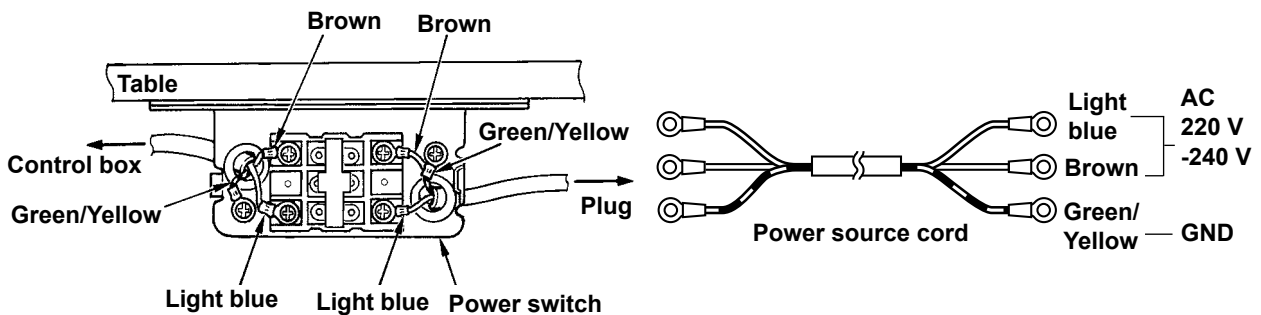 Brown
Brown
Table
Green/Yellow
Control box
Green/Yellow
Plug
Light blue
Light blue
Power switch
Light
blue
AC
220 V
-240 V
Brown
Green/
Yellow
GND
Power source cord